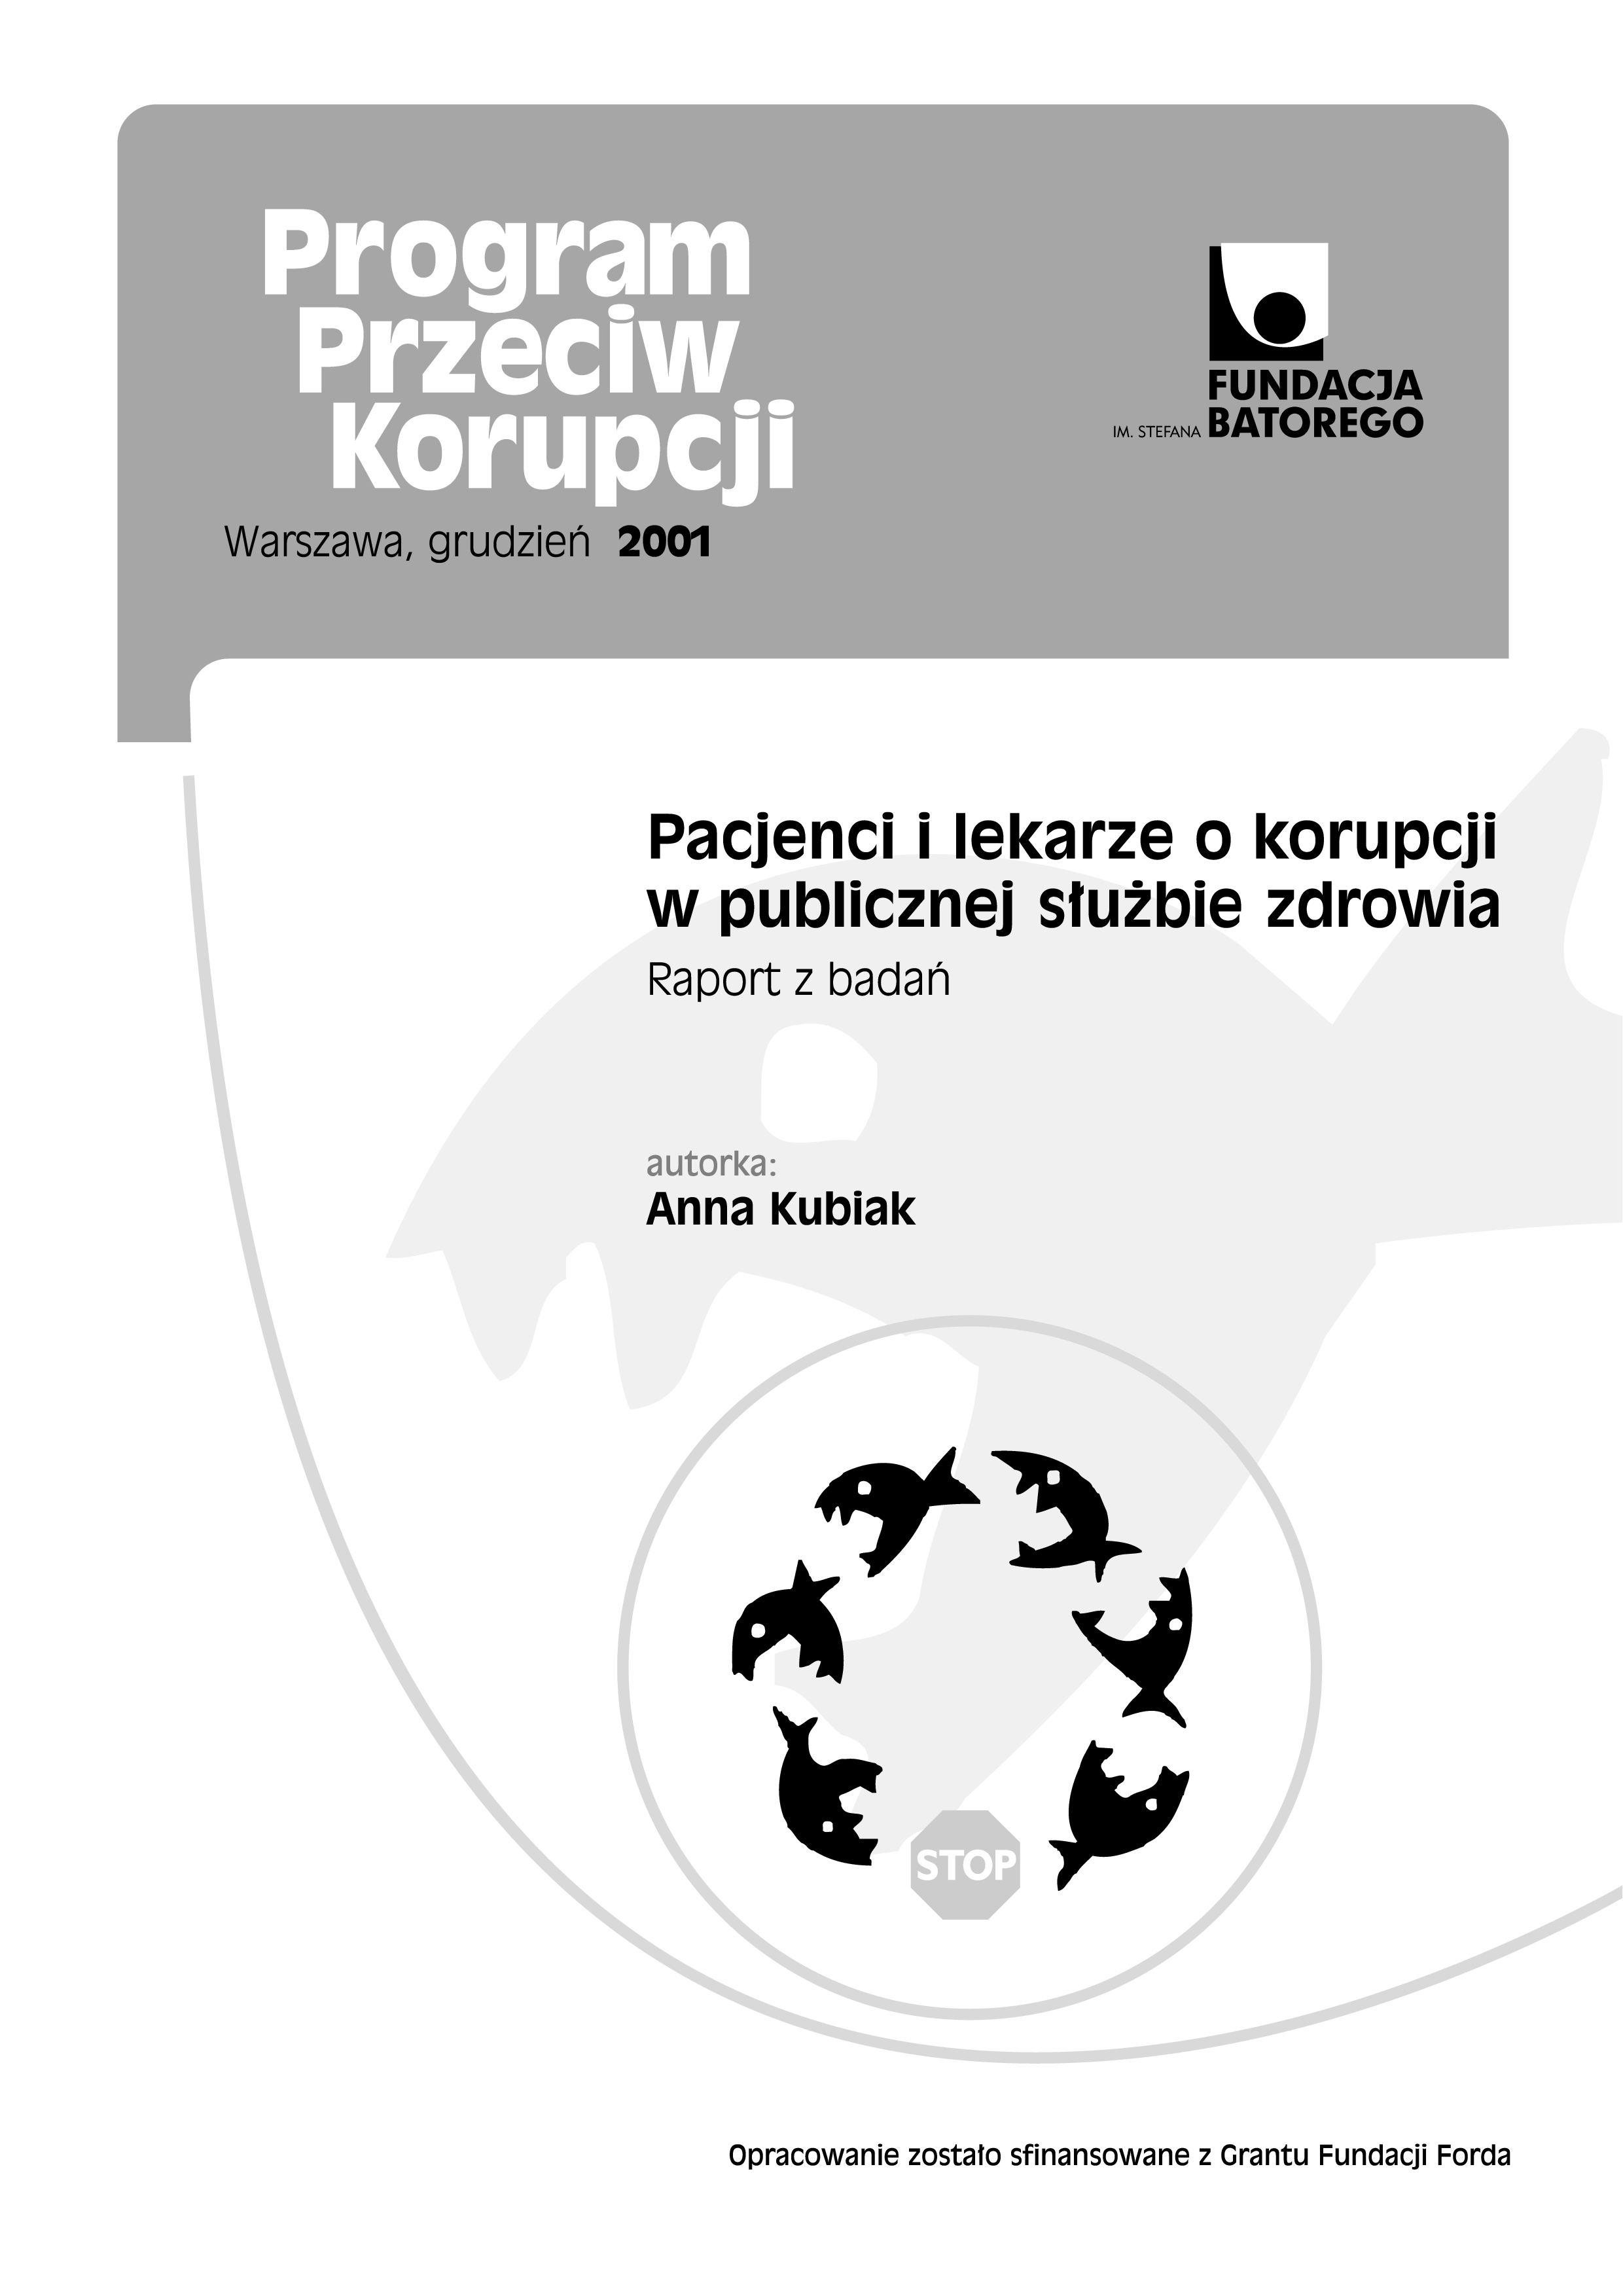 Program
Przeciw
Korupcji
Warszawa, grudzień 2001
FUNDACJA
IM. STEFANA BATOREGO
Pacjenci i lekarze o korupcji
w publicznej służbie zdrowia
Raport z badań
autorka:
Anna Kubiak
STOP
Opracowanie zostało sfinansowane z Grantu Fundacji Forda